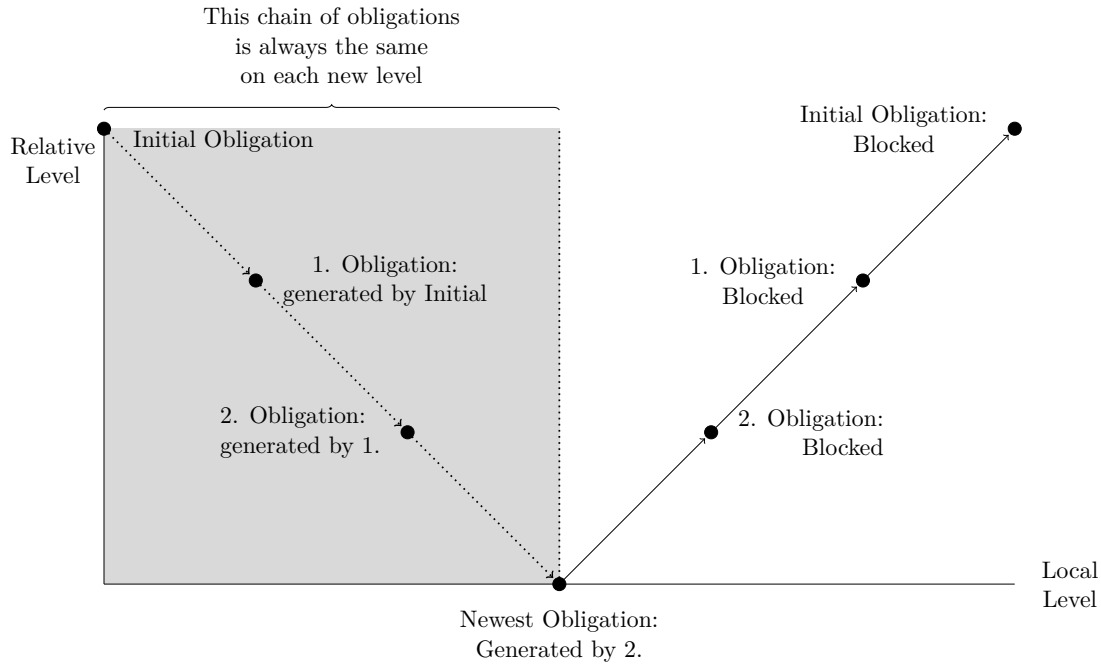 This chain of obligations
is always the same
on each new level
Relative
Level
Initial Obligation
Initial Obligation:
Blocked
1. Obligation:
generated by Initial
1. Obligation:
Blocked
2. Obligation:
generated by 1.
2. Obligation:
Blocked
Local
Level
Newest Obligation:
Generated by 2.